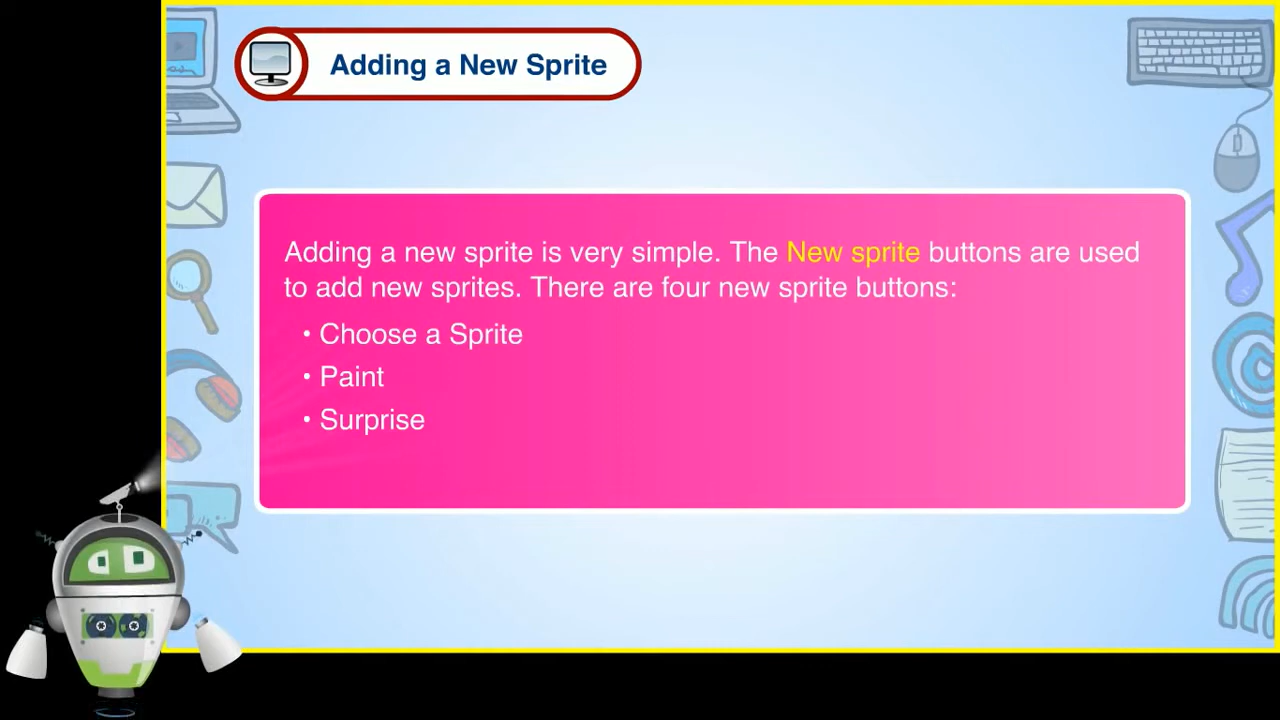 Adding a New Sprite
Adding a new sprite is very simple. The New sprite buttons are used
to add new sprites. There are four new sprite buttons:
• Choose a Sprite
• Paint
• Surprise